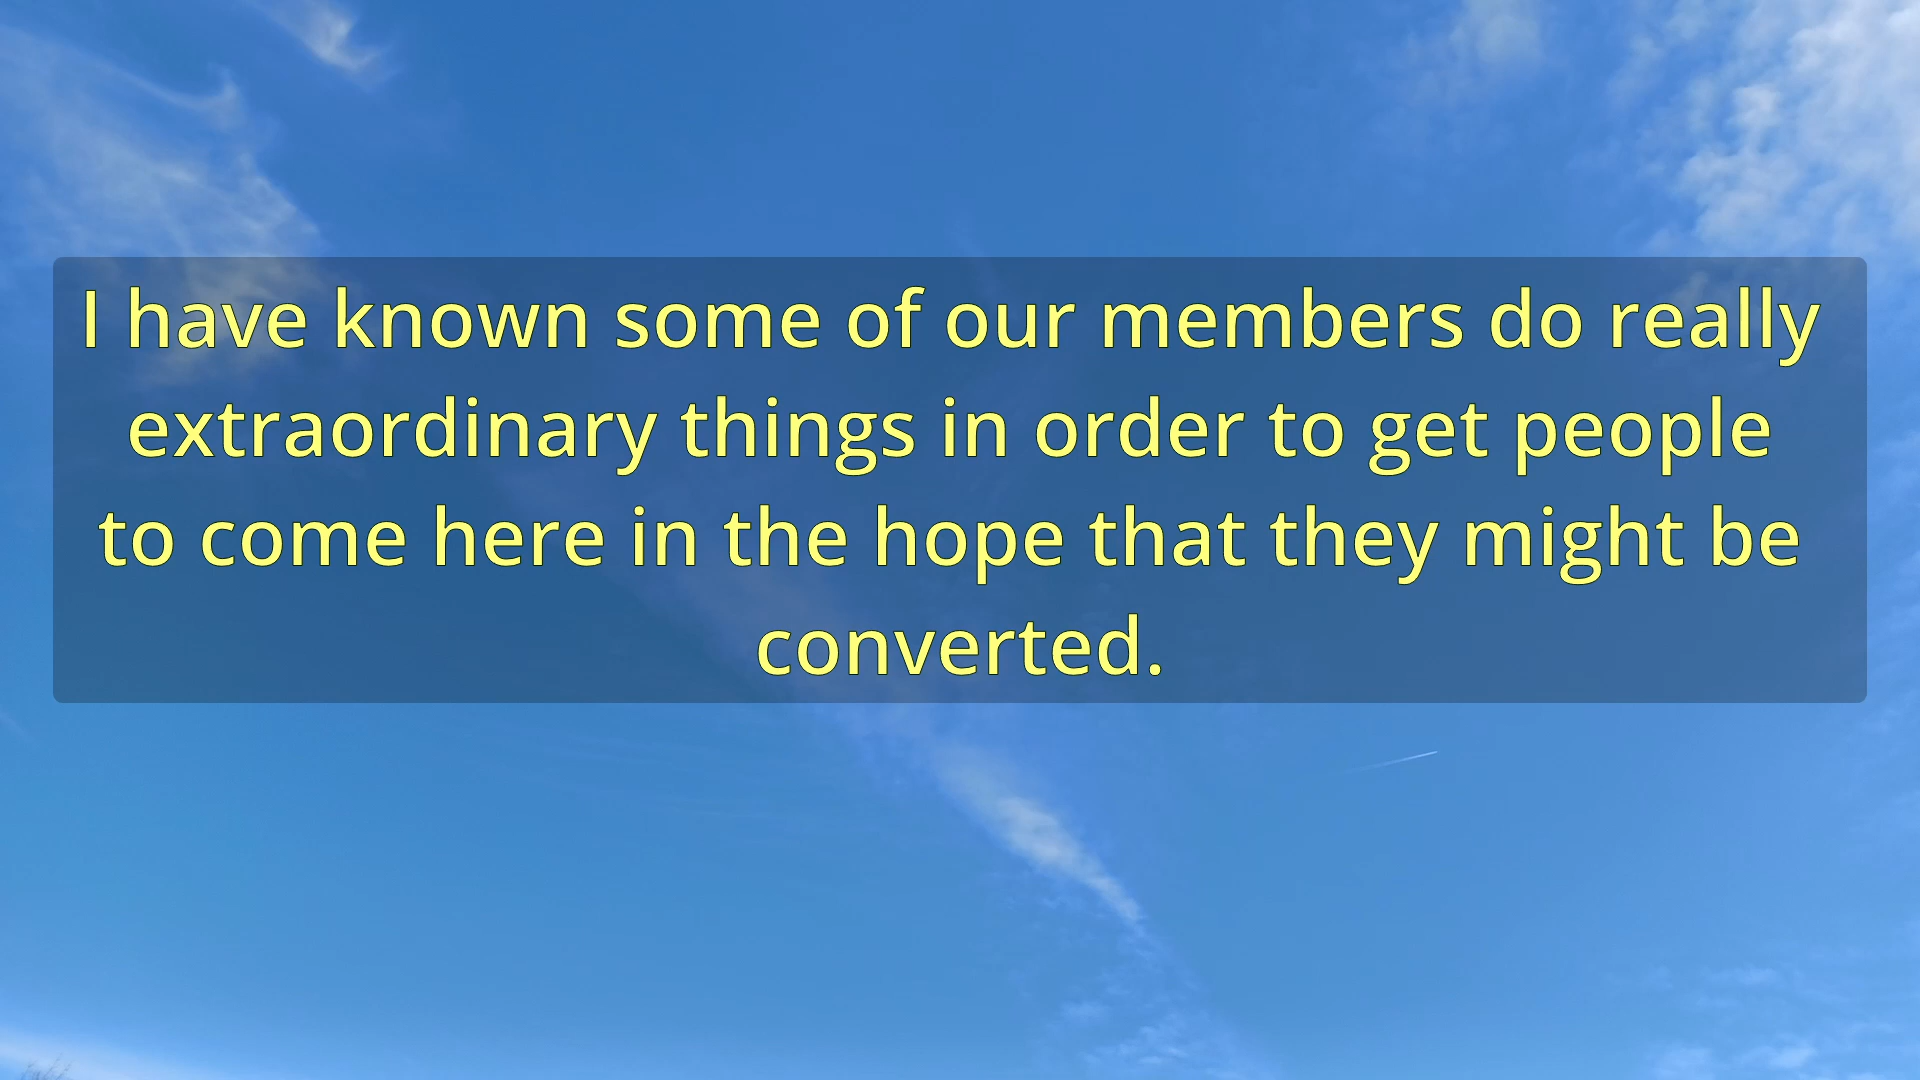 I have known some of our members do really
extraordinary things in order to get people
to come here in the hope that they might be
converted.